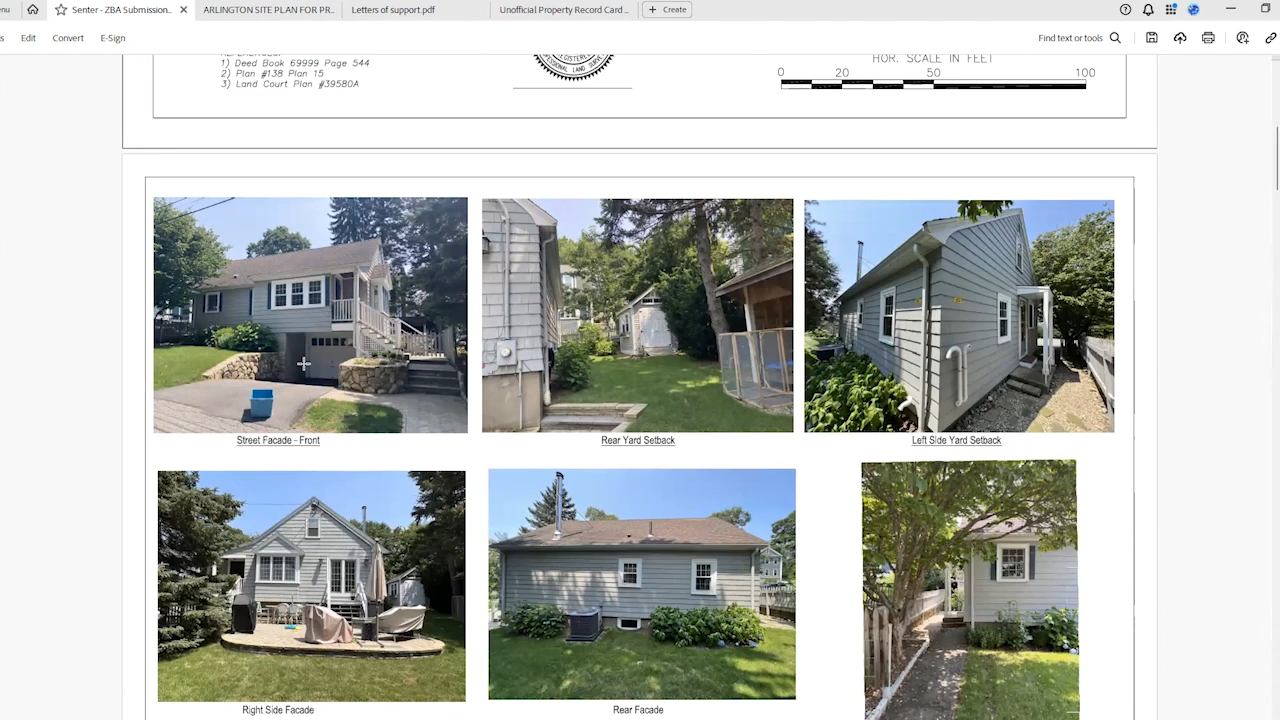 enu
Senter - ZBA Submission...
ARLINGTON SITE PLAN FOR PR...
Letters of support.pdf
Unofficial Property Record Card ...
Create
s
Edit
Convert
E-Sign
Find text or tools
1) Deed Book 69999 Page 544
2) Plan #138 Plan 15
3) Land Court Plan #39580A
HOR. SCALE IN FEET
0 20 50 100
Street Facade - Front
Rear Yard Setback
Left Side Yard Setback
Right Side Facade
Rear Facade